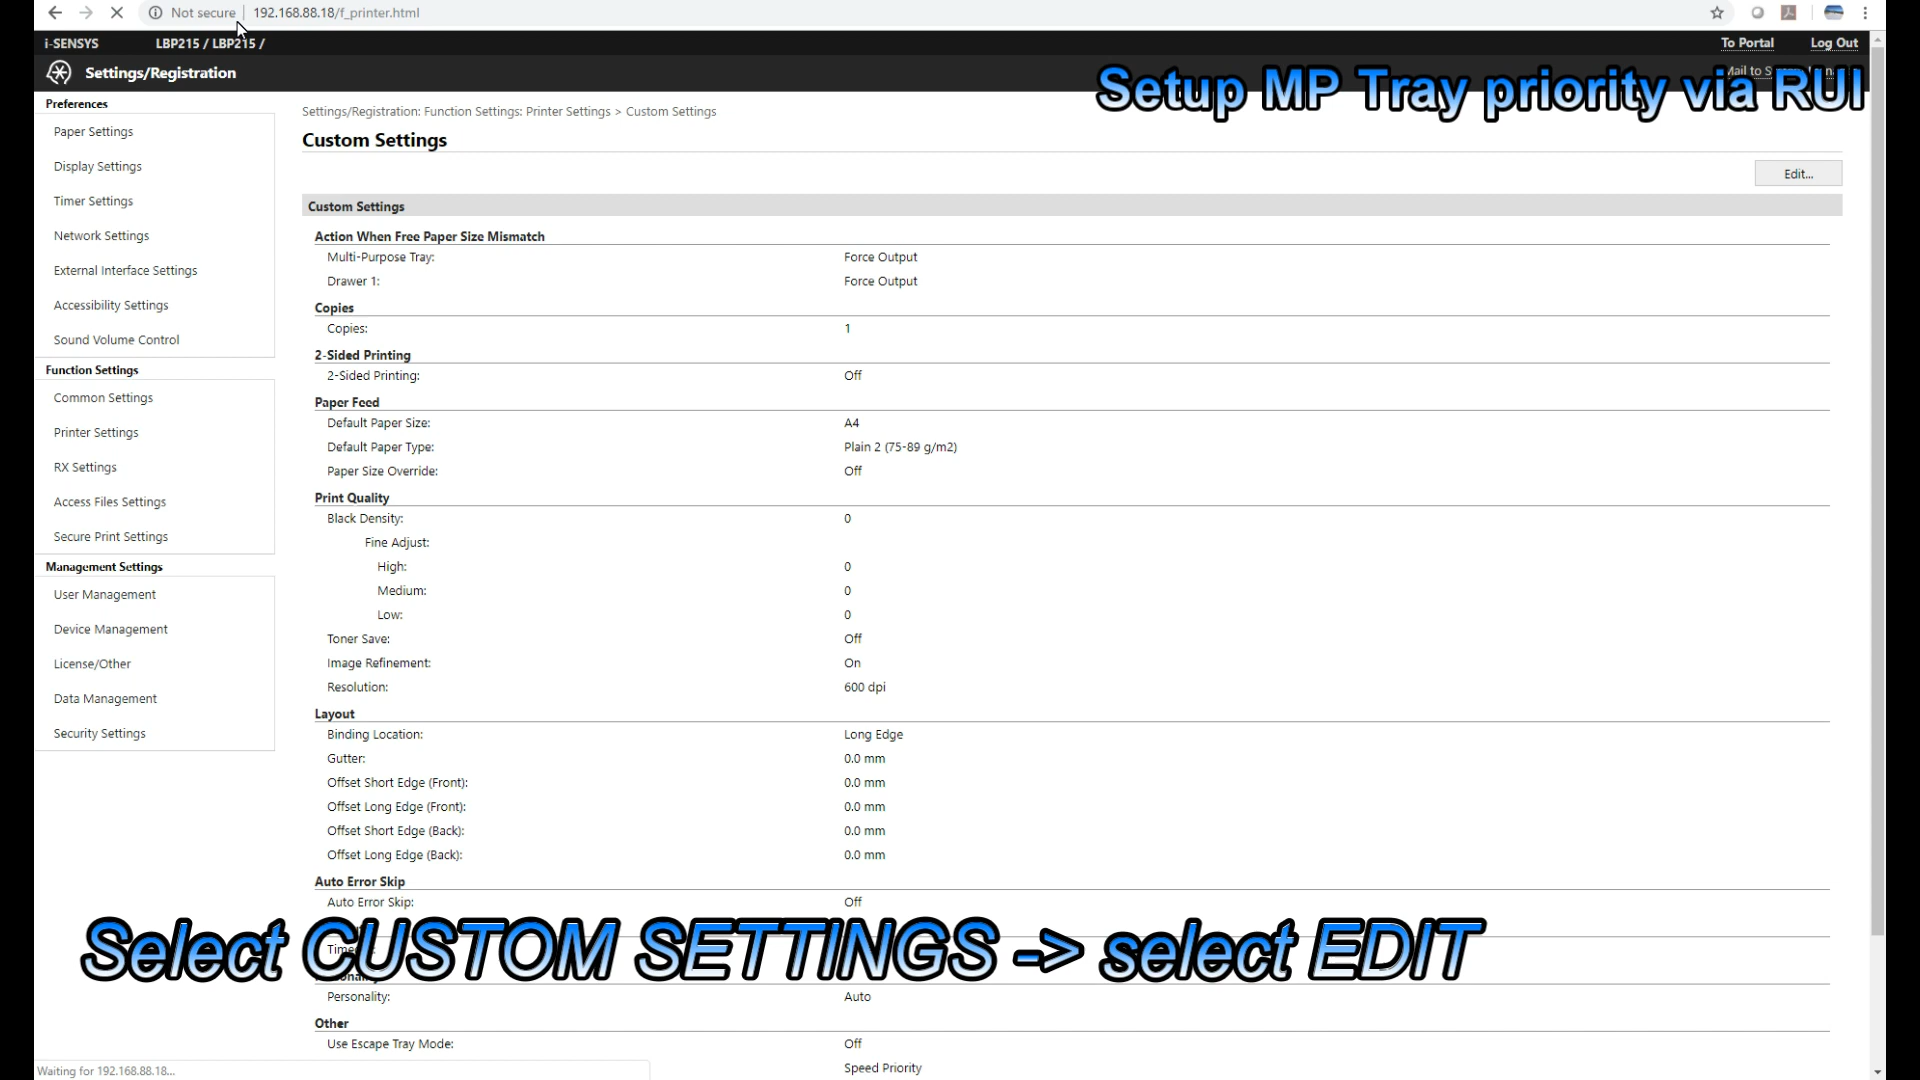 Not secure 192.168.88.18/f_printer.html
i-SENSYS LBP215 / LBP215 / To Portal Log Out
Settings/Registration Mail to
Setup MP Tray priority via RUI
Preferences
Paper Settings
Display Settings
Timer Settings
Network Settings
External Interface Settings
Accessibility Settings
Sound Volume Control
Function Settings
Common Settings
Printer Settings
RX Settings
Access Files Settings
Secure Print Settings
Management Settings
User Management
Device Management
License/Other
Data Management
Security Settings
Settings/Registration: Function Settings: Printer Settings > Custom Settings
Custom Settings
Edit...
Custom Settings
Action When Free Paper Size Mismatch
Multi-Purpose Tray: Force Output
Drawer 1: Force Output
Copies
Copies: 1
2-Sided Printing
2-Sided Printing: Off
Paper Feed
Default Paper Size: A4
Default Paper Type: Plain 2 (75-89 g/m2)
Paper Size Override: Off
Print Quality
Black Density: 0
Fine Adjust:
High: 0
Medium: 0
Low: 0
Toner Save: Off
Image Refinement: On
Resolution: 600 dpi
Layout
Binding Location: Long Edge
Gutter: 0.0 mm
Offset Short Edge (Front): 0.0 mm
Offset Long Edge (Front): 0.0 mm
Offset Short Edge (Back): 0.0 mm
Offset Long Edge (Back): 0.0 mm
Auto Error Skip
Auto Error Skip: Off
Select CUSTOM SETTINGS -> select EDIT
Personality: Auto
Other
Use Escape Tray Mode: Off
Speed Priority
Waiting for 192.168.88.18...